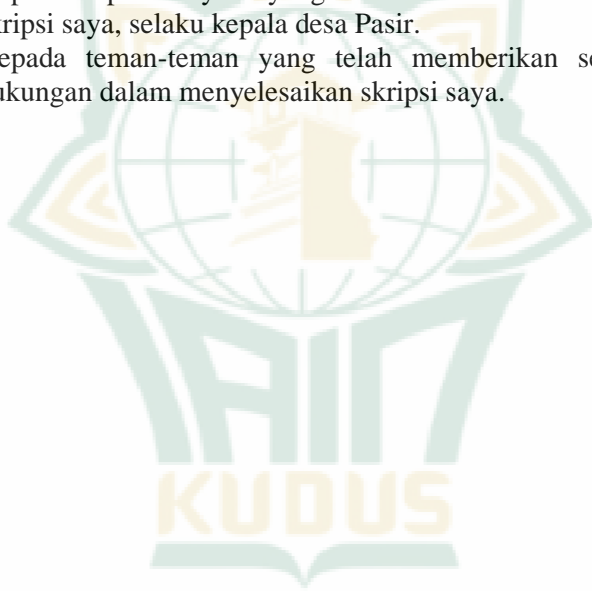 kripsi saya, selaku kepala desa Pasir.
epada teman-teman yang telah memberikan se
ukungan dalam menyelesaikan skripsi saya.
IAIN
KUDUS